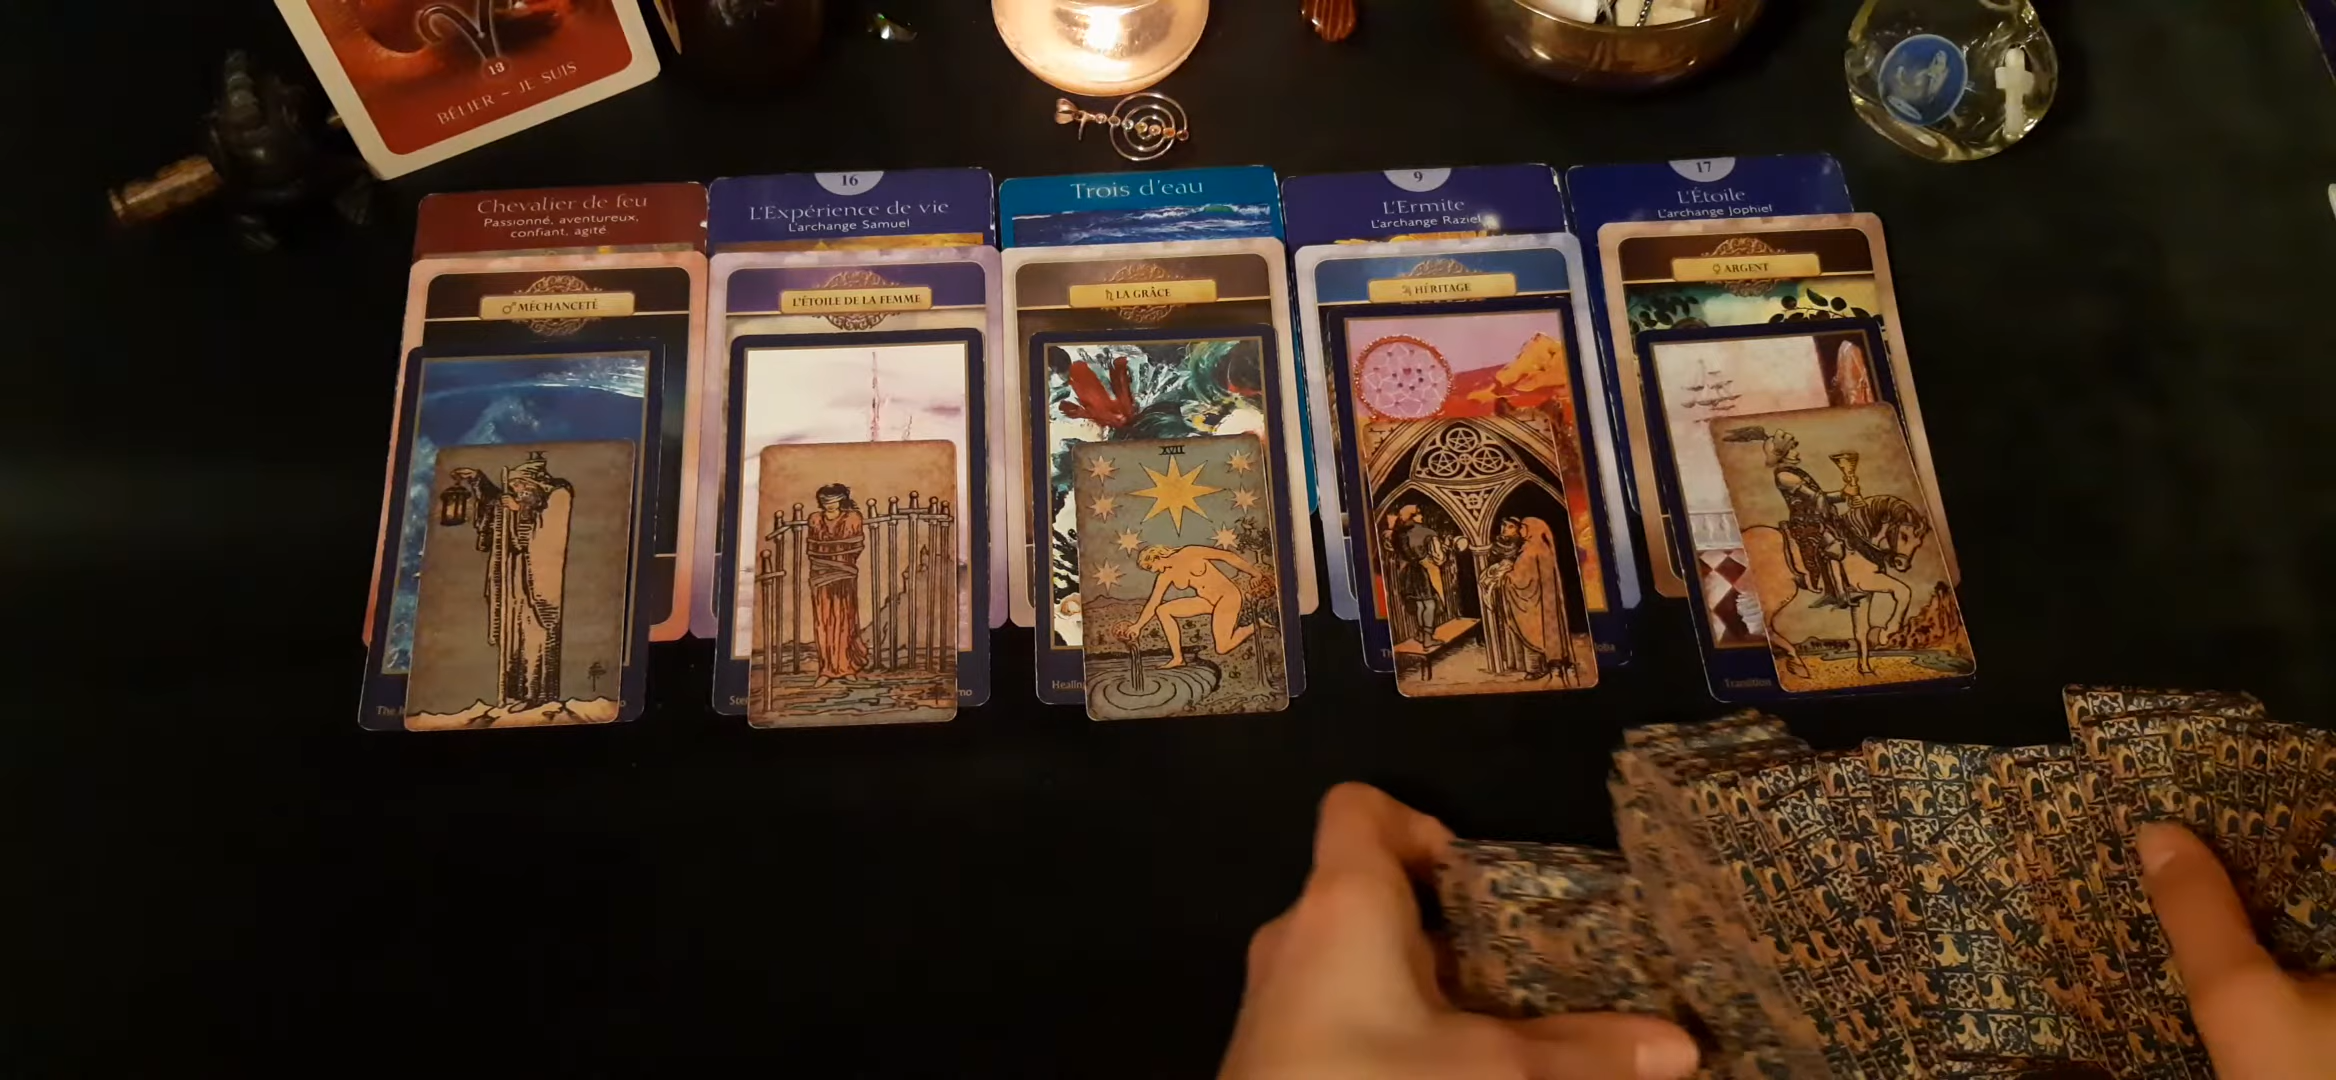 13
BÉLIER ~ JE SUIS
Chevalier de feu
Passionné, aventureux,
confiant, agité
16
L'Expérience de vie
L'archange Samuel
Trois d'eau
9
L'Ermite
L'archange Raziel
17
L'Étoile
L'archange Jophiel
♂ MÉCHANCETÉ
L'ÉTOILE DE LA FEMME
♄ LA GRÂCE
♃ HÉRITAGE
♀ ARGENT
IX
XVII
The
Transition